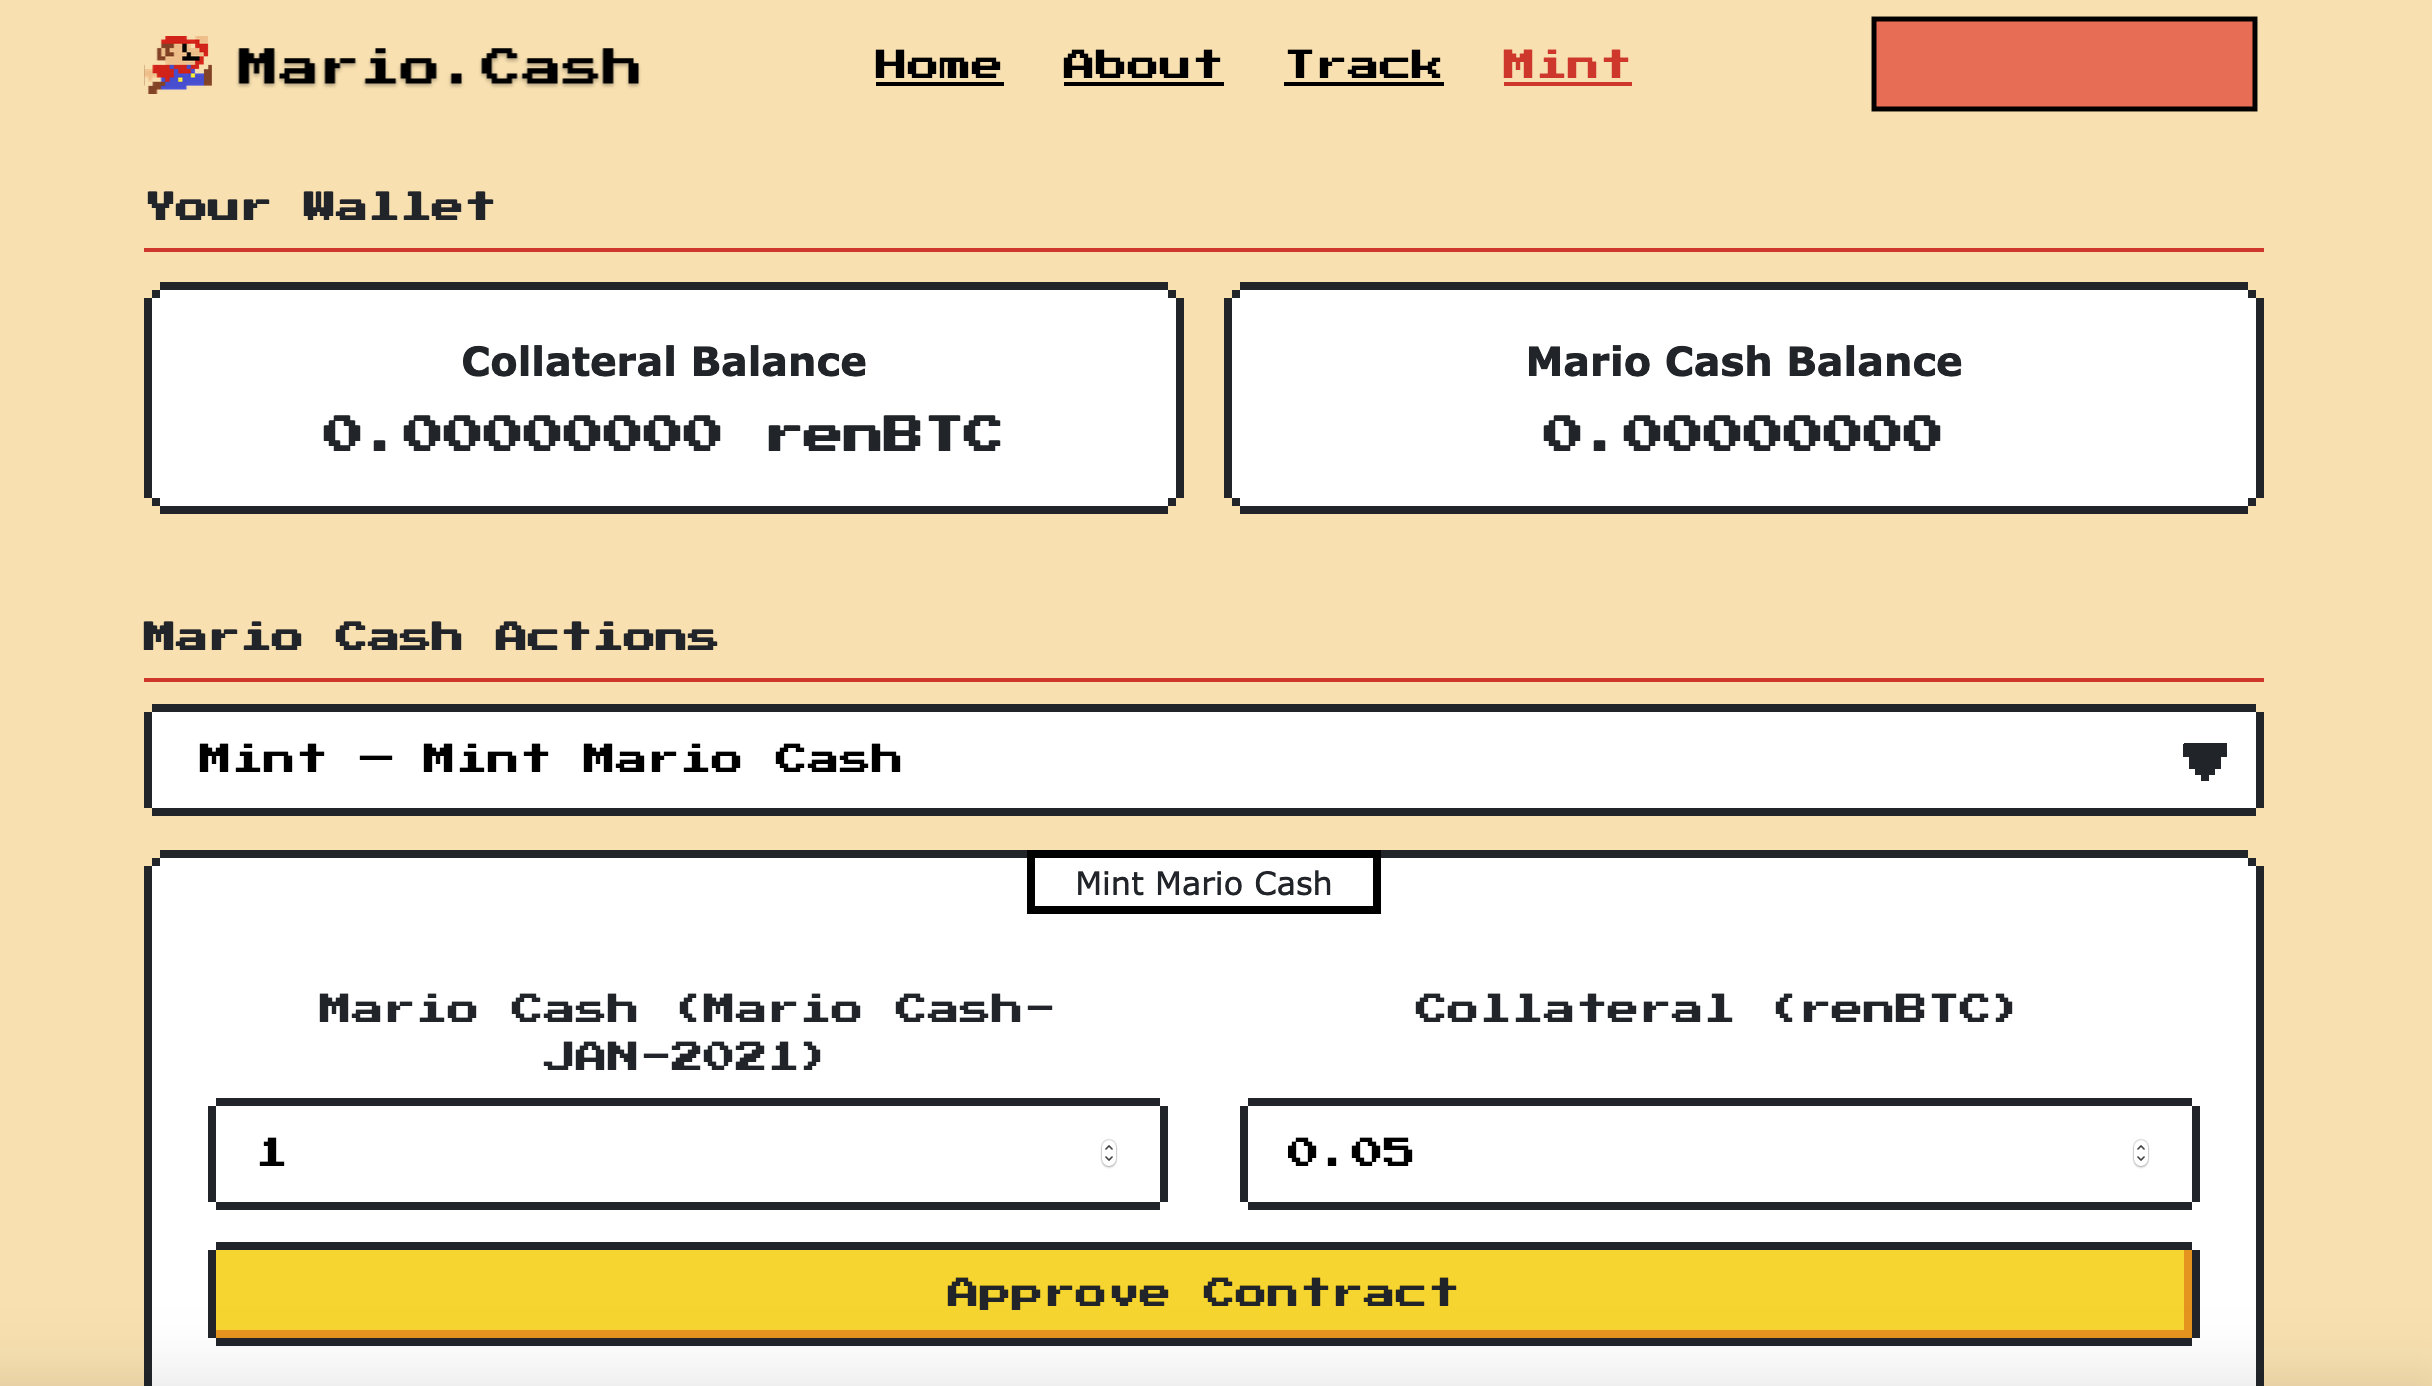 Mario.Cash
Home About Track Mint
Your Wallet
Collateral Balance
0.00000000 renBTC
Mario Cash Balance
0.00000000
Mario Cash Actions
Mint – Mint Mario Cash
Mint Mario Cash
Mario Cash (Mario Cash-
JAN-2021)
1
Collateral (renBTC)
0.05
Approve Contract